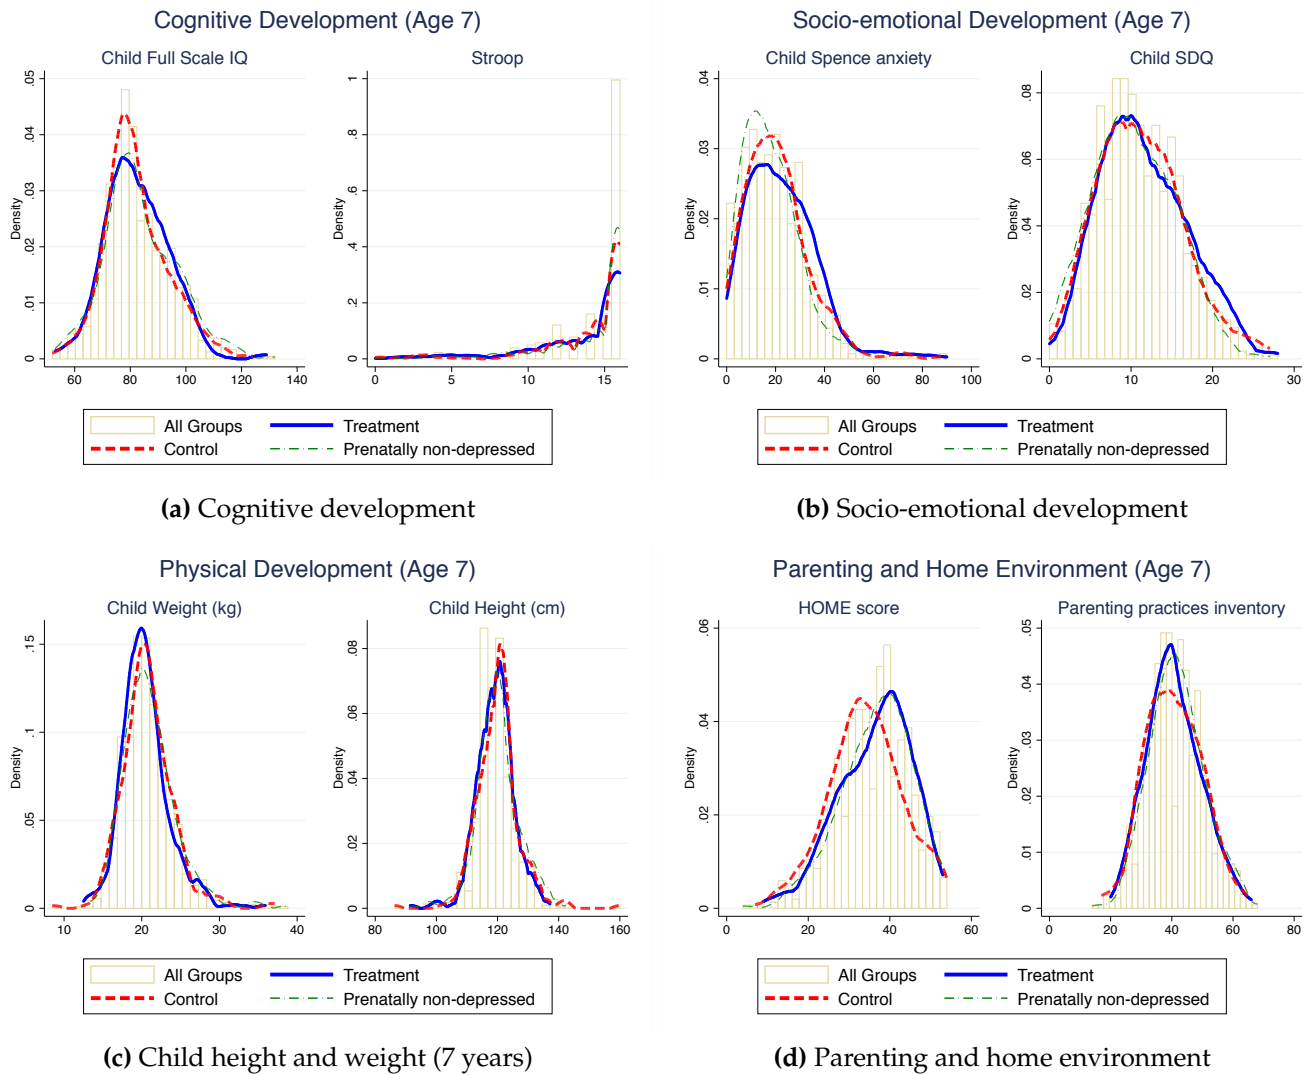 Cognitive Development (Age 7)
Child Full Scale IQ
Stroop
Density
0
.01
.02
.03
.04
.05
60
80
100
120
140
Density
0
.2
.4
.6
.8
1
0
5
10
15
All Groups
Treatment
Control
Prenatally non-depressed
(a) Cognitive development
Socio-emotional Development (Age 7)
Child Spence anxiety
Child SDQ
Density
0
.01
.02
.03
.04
0
20
40
60
80
100
Density
0
.02
.04
.06
.08
0
10
20
30
All Groups
Treatment
Control
Prenatally non-depressed
(b) Socio-emotional development
Physical Development (Age 7)
Child Weight (kg)
Child Height (cm)
Density
0
.05
.1
.15
10
20
30
40
Density
0
.02
.04
.06
.08
80
100
120
140
160
All Groups
Treatment
Control
Prenatally non-depressed
(c) Child height and weight (7 years)
Parenting and Home Environment (Age 7)
HOME score
Parenting practices inventory
Density
0
.02
.04
.06
0
20
40
60
Density
0
.01
.02
.03
.04
.05
20
40
60
80
All Groups
Treatment
Control
Prenatally non-depressed
(d) Parenting and home environment